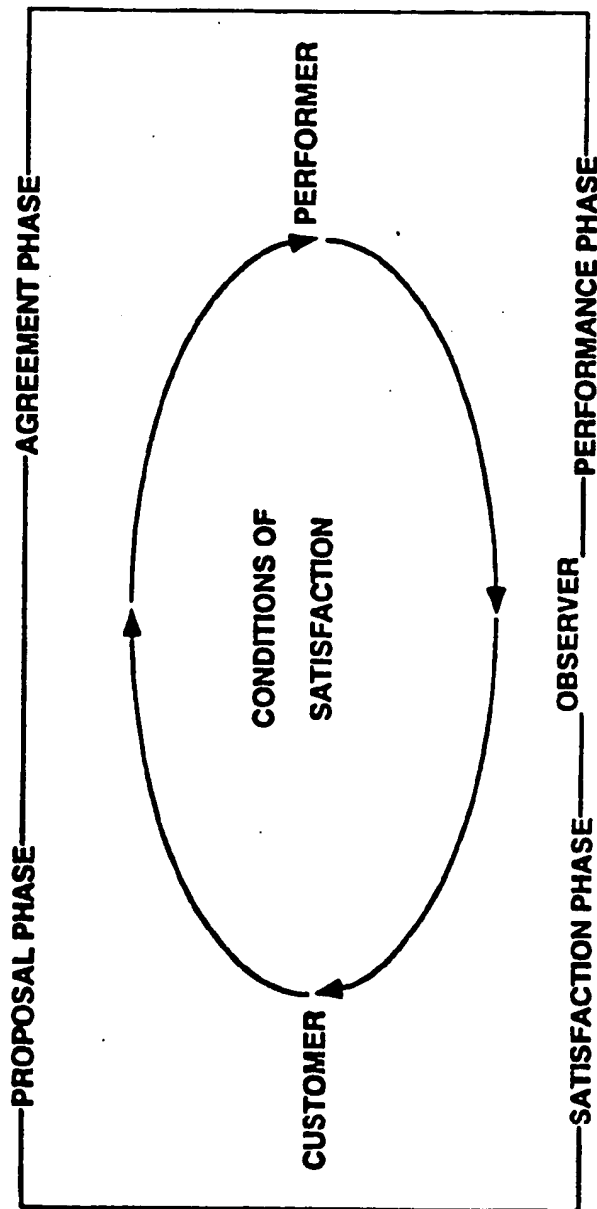 PROPOSAL PHASE
AGREEMENT PHASE
CUSTOMER
CONDITIONS OF
SATISFACTION
PERFORMER
SATISFACTION PHASE
OBSERVER
PERFORMANCE PHASE